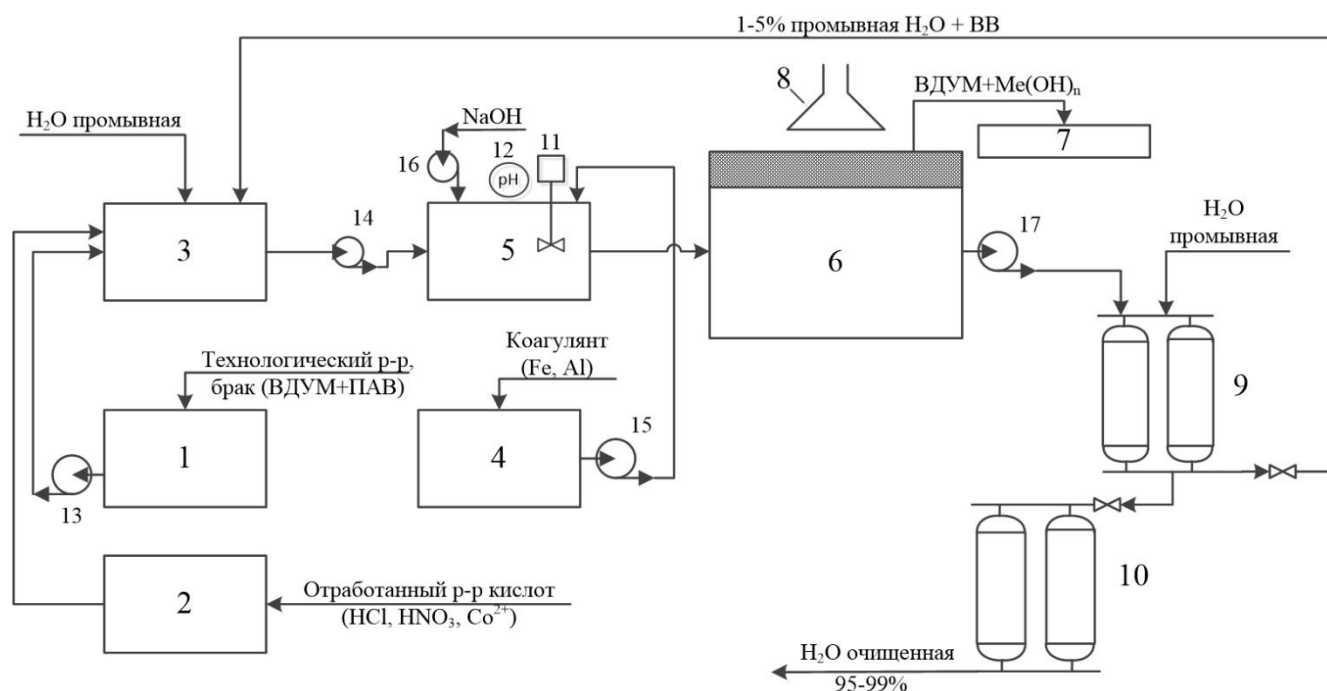 1-5% промывная H₂O + ВВ
8
ВДУМ+Me(OH)ₙ
7
H₂O промывная
NaOH
16
12
pH
11
3
14
5
6
17
H₂O
промывная
Технологический р-р,
брак (ВДУМ+ПАВ)
1
13
Коагулянт
(Fe, Al)
4
15
9
2
Отработанный р-р кислот
(HCl, HNO₃, Co²⁺)
10
H₂O очищенная
95-99%